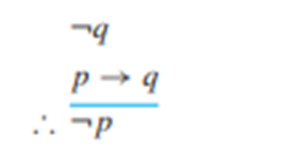 ¬q
p → q
∴ ¬p